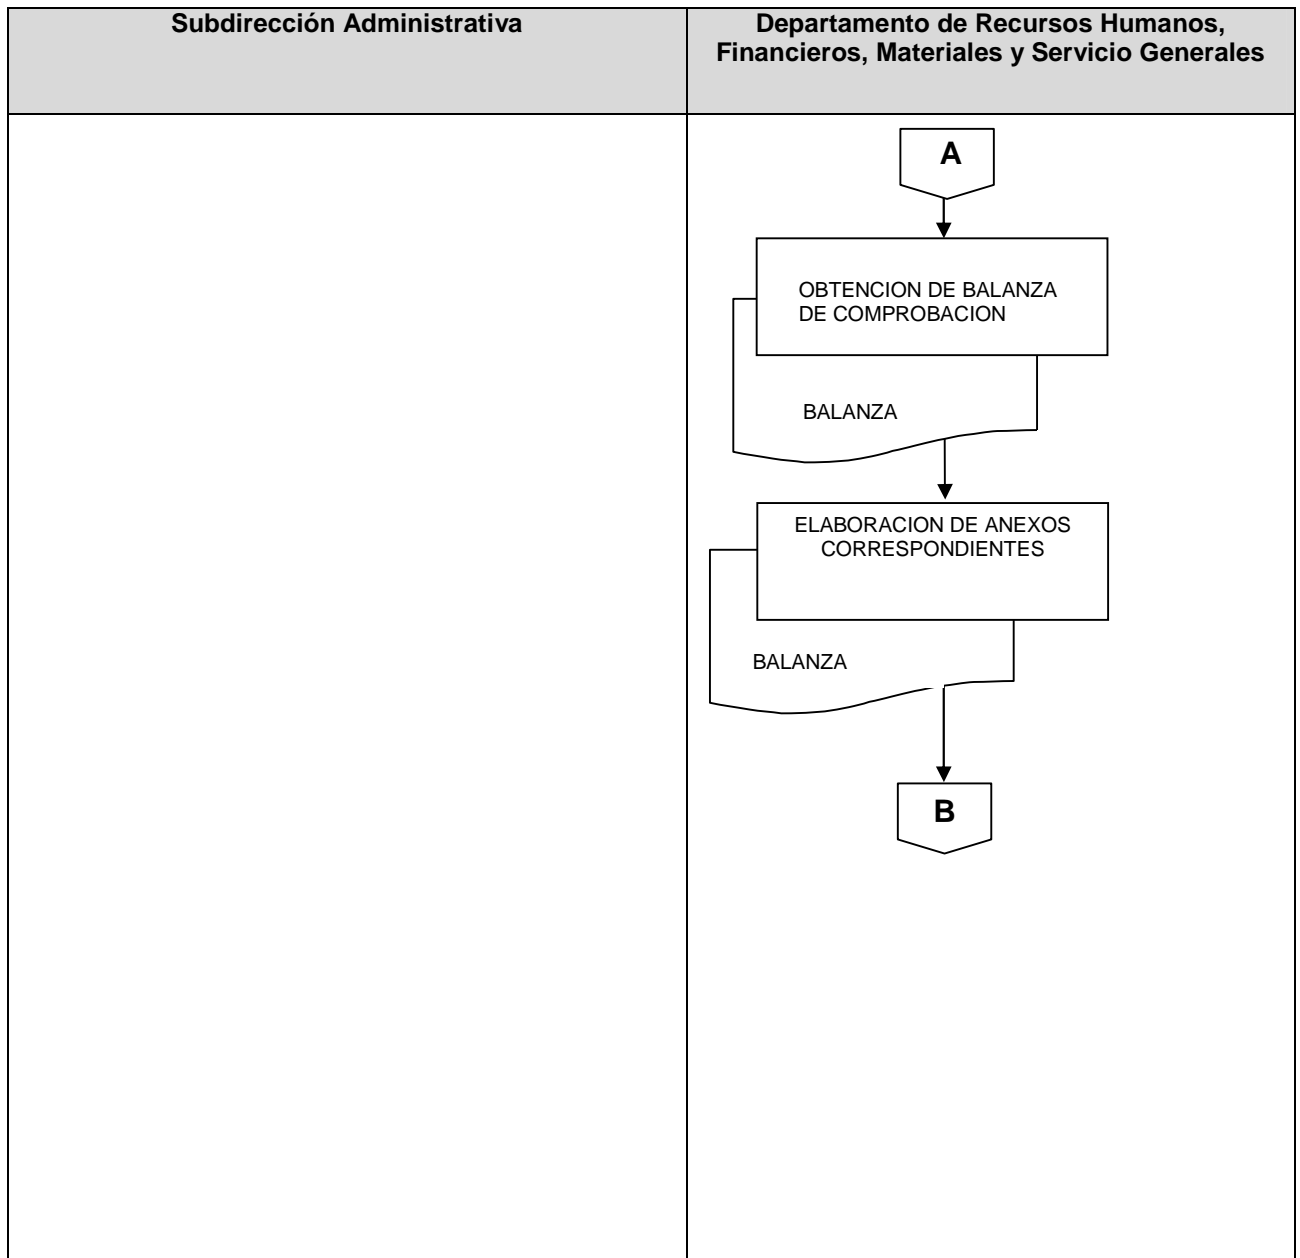 Subdirección Administrativa
Departamento de Recursos Humanos,
Financieros, Materiales y Servicio Generales
A
OBTENCION DE BALANZA
DE COMPROBACION
BALANZA
ELABORACION DE ANEXOS
CORRESPONDIENTES
BALANZA
B